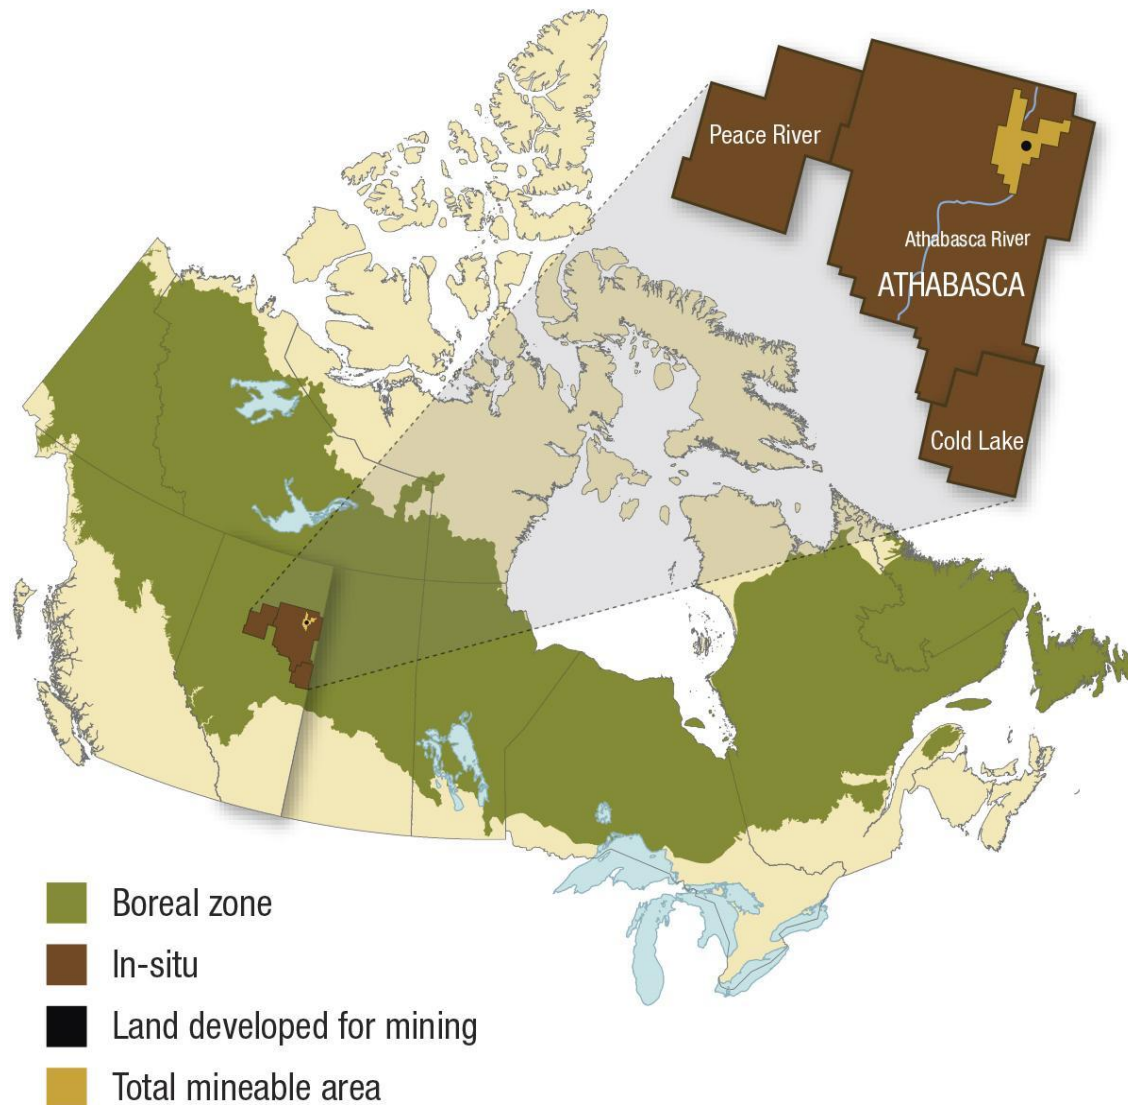 Peace River
Athabasca River
ATHABASCA
Cold Lake
Boreal zone
In-situ
Land developed for mining
Total mineable area